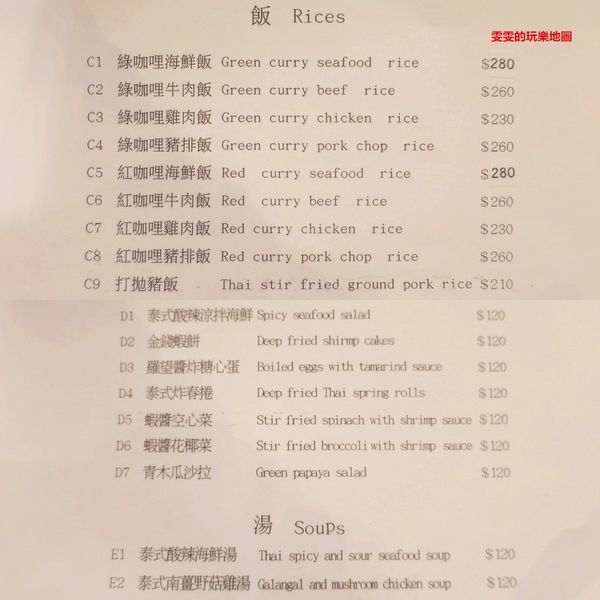 飯 Rices
雯雯的玩樂地圖
C1 綠咖哩海鮮飯 Green curry seafood rice $280
C2 綠咖哩牛肉飯 Green curry beef rice $260
C3 綠咖哩雞肉飯 Green curry chicken rice $230
C4 綠咖哩豬排飯 Green curry pork chop rice $260
C5 紅咖哩海鮮飯 Red curry seafood rice $280
C6 紅咖哩牛肉飯 Red curry beef rice $260
C7 紅咖哩雞肉飯 Red curry chicken rice $230
C8 紅咖哩豬排飯 Red curry pork chop rice $260
C9 打拋豬飯 Thai stir fried ground pork rice $210
D1 泰式酸辣涼拌海鮮 Spicy seafood salad $120
D2 金錢蝦餅 Deep fried shirmp cakes $120
D3 羅望醬炸糖心蛋 Boiled eggs with tamarind sauce $120
D4 泰式炸春捲 Deep fried Thai spring rolls $120
D5 蝦醬空心菜 Stir fried spinach with shrimp sauce $120
D6 蝦醬花椰菜 Stir fried broccoli with shrimp sauce $120
D7 青木瓜沙拉 Green papaya salad $120
湯 Soups
E1 泰式酸辣海鮮湯 Thai spicy and sour seafood soup $120
E2 泰式南薑野菇雞湯 Galangal and mushroom chicken soup $120